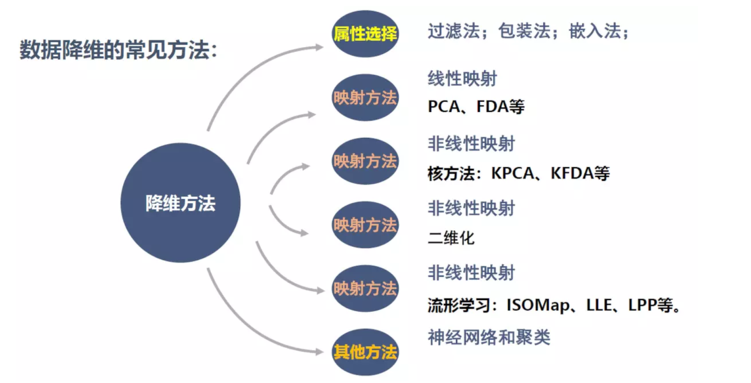 数据降维的常见方法：
降维方法
属性选择
过滤法；包装法；嵌入法；
映射方法
线性映射
PCA、FDA等
映射方法
非线性映射
核方法：KPCA、KFDA等
映射方法
非线性映射
二维化
映射方法
非线性映射
流形学习：ISOMap、LLE、LPP等。
其他方法
神经网络和聚类